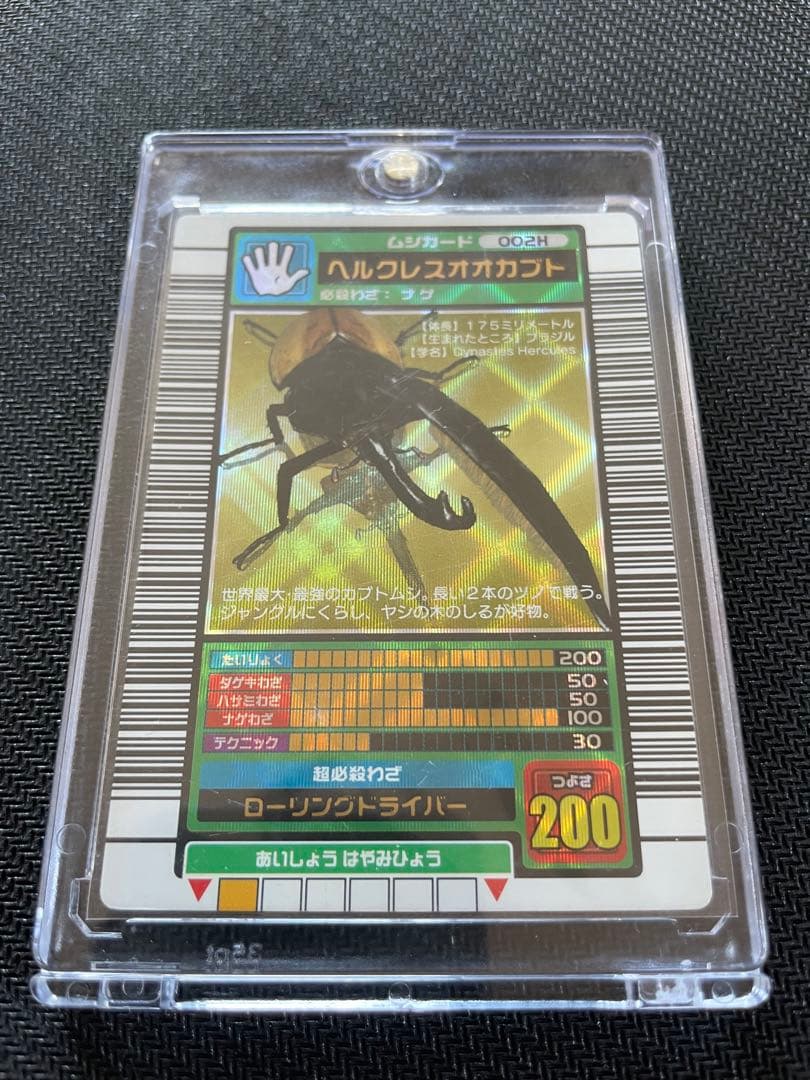 ムシカード 002H
ヘルクレスオオカブト
必殺わざ: ナゲ
【体長】175ミリメートル
【生まれたところ】ブラジル
【学名】Dynastes Hercules
世界最大・最強のカブトムシ。長い2本のツノで戦う。
ジャングルにくらし、ヤシの木のしるが好物。
たいりょく 200
ダゲキわざ 50
ハサミわざ 50
ナゲわざ 100
テクニック 30
超必殺わざ
ローリングドライバー
つよさ
200
あいしょう はやみひょう
35pt